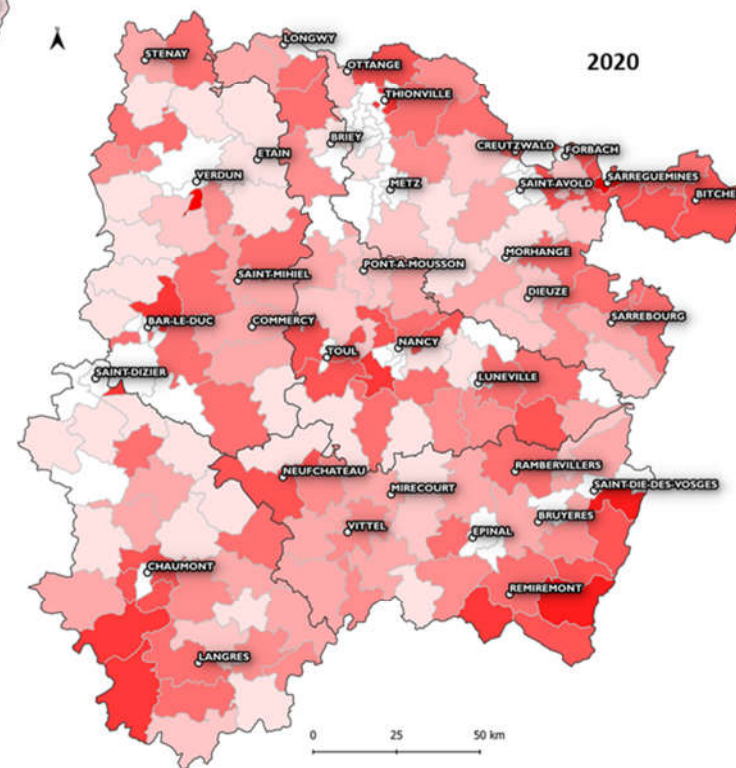 LONGWY
STENAY
2020
OTTANGE
THIONVILLE
BRIEY
CREUTZWALD
FORBACH
ETAIN
VERDUN
METZ
SAINT-AVOLD
SARREGUEMINES
BITCHE
MORHANGE
PONT-A-MOUSSON
SAINT-MIHIEL
DIEUZE
BAR-LE-DUC
COMMERCY
SARREBOURG
NANCY
TOUL
SAINT-DIZIER
LUNEVILLE
NEUFCHATEAU
RAMBERVILLERS
MIRECOURT
SAINT-DIE-DES-VOSGES
VITTEL
BRUYERES
EPINAL
CHAUMONT
REMIREMONT
LANGRES
0 25 50 km